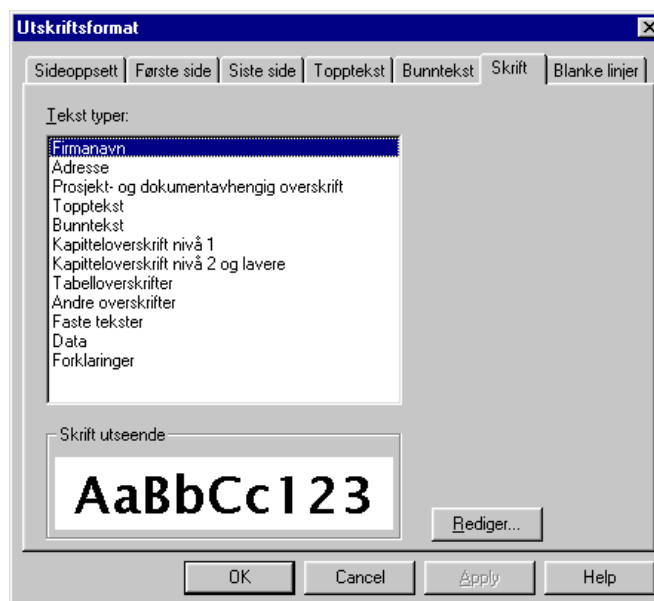 Utskriftsformat
Sideoppsett Første side Siste side Topptekst Bunntekst Skrift Blanke linjer
Tekst typer:
Firmanavn
Adresse
Prosjekt- og dokumentavhengig overskrift
Topptekst
Bunntekst
Kapitteloverskrift nivå 1
Kapitteloverskrift nivå 2 og lavere
Tabelloverskrifter
Andre overskrifter
Faste tekster
Data
Forklaringer
Skrift utseende
AaBbCc123
Rediger...
OK Cancel Apply Help